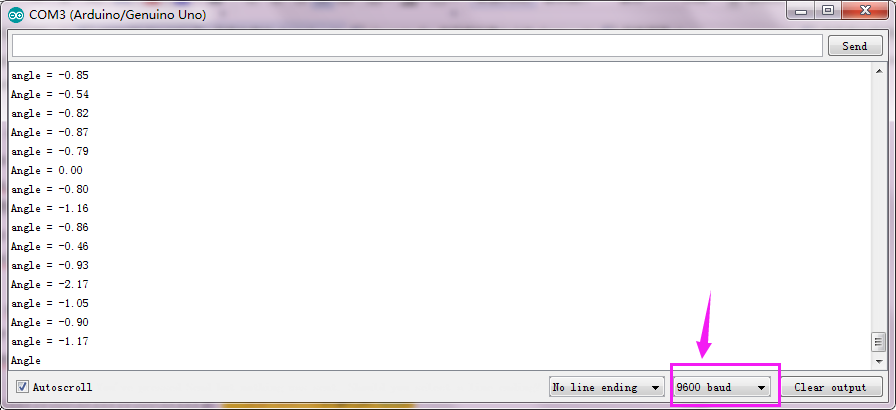 COM3 (Arduino/Genuino Uno)
Send
angle = -0.85
Angle = -0.54
angle = -0.82
Angle = -0.87
angle = -0.79
Angle = 0.00
angle = -0.80
Angle = -1.16
angle = -0.86
Angle = -0.46
angle = -0.93
Angle = -2.17
angle = -1.05
Angle = -0.90
angle = -1.17
Angle
Autoscroll No line ending 9600 baud Clear output